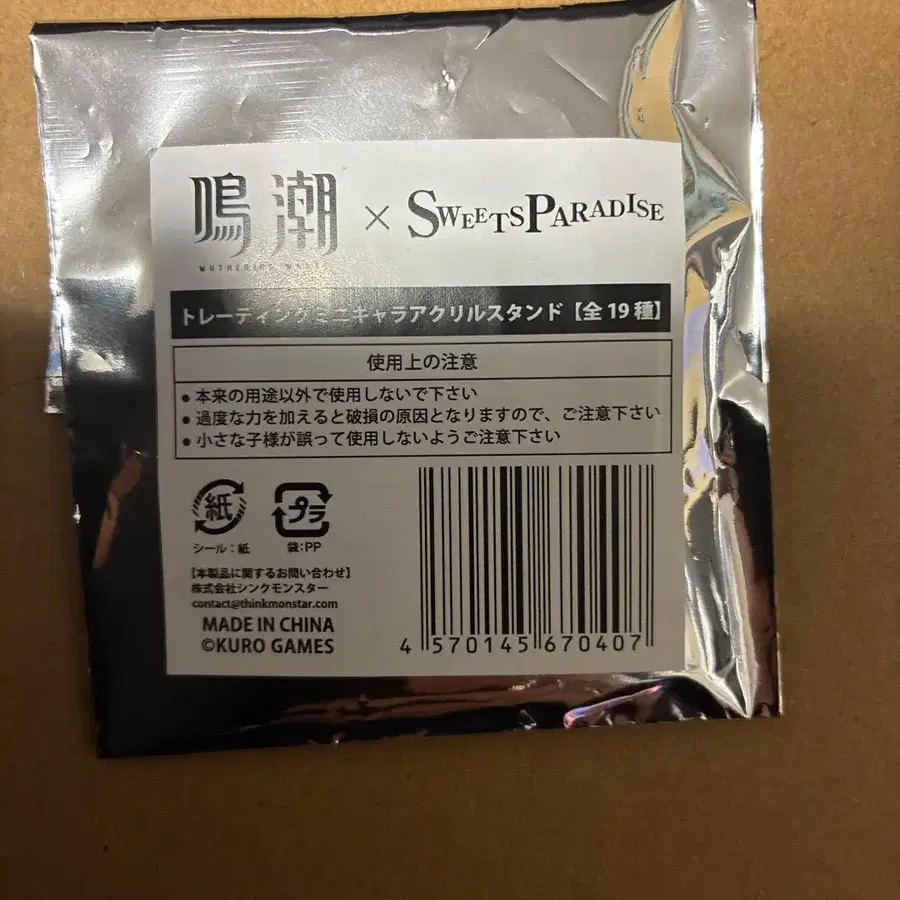 鳴潮 × SWEETSPARADISE
WUTHERING WAVES
トレーディングミニキャラアクリルスタンド【全19種】
使用上の注意
● 本来の用途以外で使用しないで下さい
● 過度な力を加えると破損の原因となりますので、ご注意下さい
● 小さな子様が誤って使用しないようご注意下さい
紙 プラ
シール：紙 袋：PP
【本製品に関するお問い合わせ】
株式会社シンクモンスター
contact@thinkmonstar.com
MADE IN CHINA
©KURO GAMES
4 570145 670407